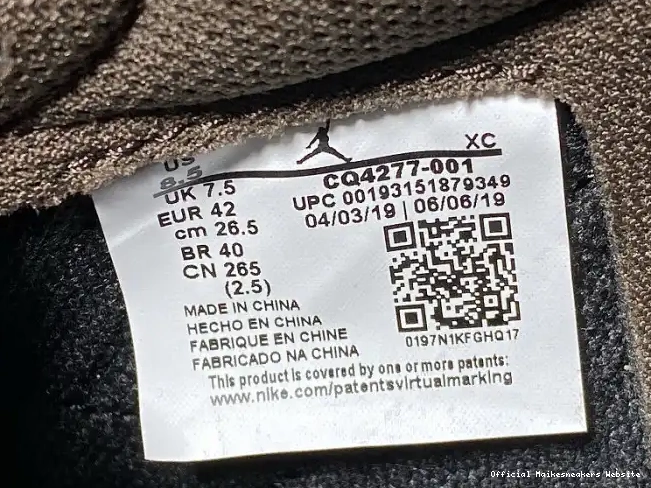 US
8.5
UK 7.5
EUR 42
cm 26.5
BR 40
CN 265
(2.5)
XC
CQ4277-001
UPC 00193151879349
04/03/19 | 06/06/19
0197N1KFGHQ17
MADE IN CHINA
HECHO EN CHINA
FABRIQUE EN CHINE
FABRICADO NA CHINA
This product is covered by one or more patents:
www.nike.com/patentsvirtualmarking
Official Maikesneakers Website